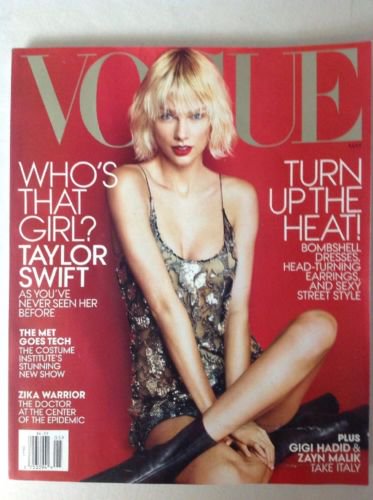 VOGUE
MAY
WHO'S
THAT
GIRL?
TAYLOR
SWIFT
AS YOU'VE
NEVER SEEN HER
BEFORE
THE MET
GOES TECH
THE COSTUME
INSTITUTE'S
STUNNING
NEW SHOW
ZIKA WARRIOR
THE DOCTOR
AT THE CENTER
OF THE EPIDEMIC
TURN
UP THE
HEAT!
BOMBSHELL
DRESSES,
HEAD-TURNING
EARRINGS,
AND SEXY
STREET STYLE
PLUS
GIGI HADID &
ZAYN MALIK
TAKE ITALY